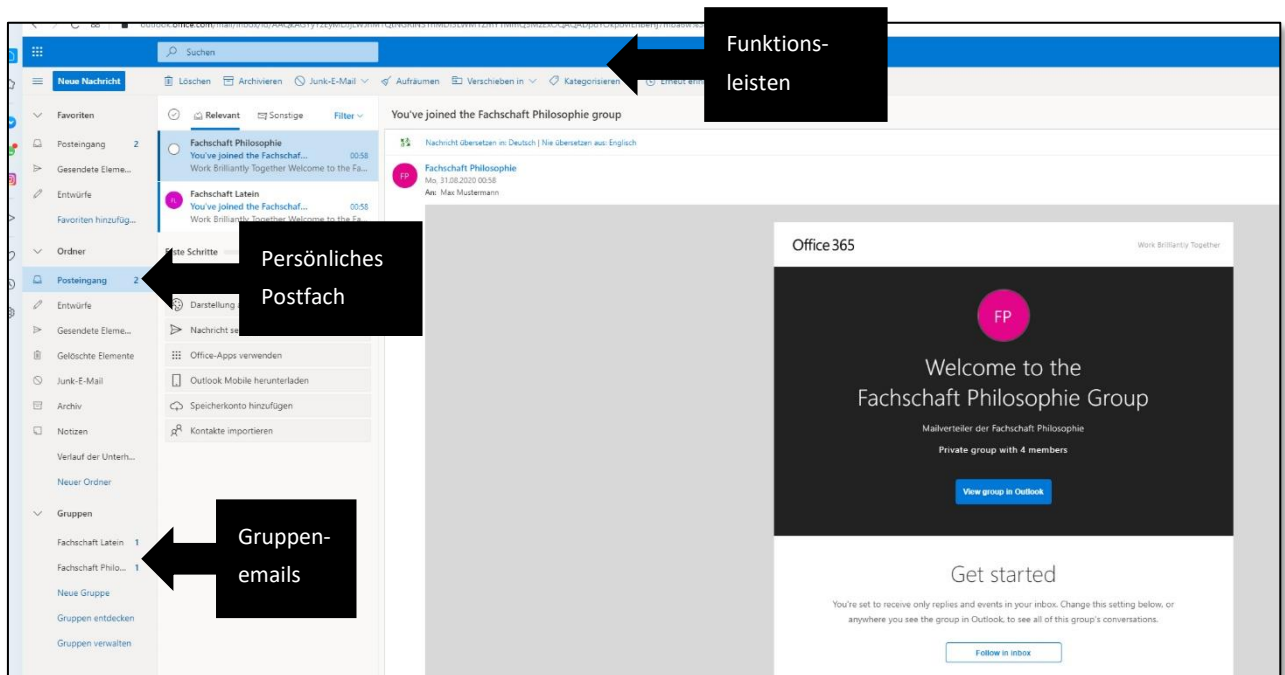 Suchen
Funktions-
leisten
Neue Nachricht
Löschen Archivieren Junk-E-Mail Aufräumen Verschieben in Kategorisieren
Favoriten
Posteingang 2
Gesendete Eleme...
Entwürfe
Favoriten hinzufüg...
Ordner
Posteingang 2
Entwürfe
Gesendete Eleme...
Gelöschte Elemente
Junk-E-Mail
Archiv
Notizen
Verlauf der Unterh...
Neuer Ordner
Gruppen
Fachschaft Latein 1
Fachschaft Philo... 1
Neue Gruppe
Gruppen entdecken
Gruppen verwalten
Relevant Sonstige Filter
Fachschaft Philosophie
You've joined the Fachschaf... 00:58
Work Brilliantly Together Welcome to the Fa...
Fachschaft Latein
You've joined the Fachschaf... 00:58
Work Brilliantly Together Welcome to the Fa...
Schritte
Persönliches
Postfach
Darstellung
Nachricht
Office-Apps verwenden
Outlook Mobile herunterladen
Speicherkonto hinzufügen
Kontakte importieren
Gruppen-
emails
You've joined the Fachschaft Philosophie group
Nachricht übersetzen in: Deutsch | Nie übersetzen aus: Englisch
FP
Fachschaft Philosophie
Mo, 31.08.2020 00:58
An: Max Mustermann
Office 365
Work Brilliantly Together
FP
Welcome to the
Fachschaft Philosophie Group
Mailverteiler der Fachschaft Philosophie
Private group with 4 members
View group in Outlook
Get started
You're set to receive only replies and events in your inbox. Change this setting below, or
anywhere you see the group in Outlook, to see all of this group's conversations.
Follow in inbox